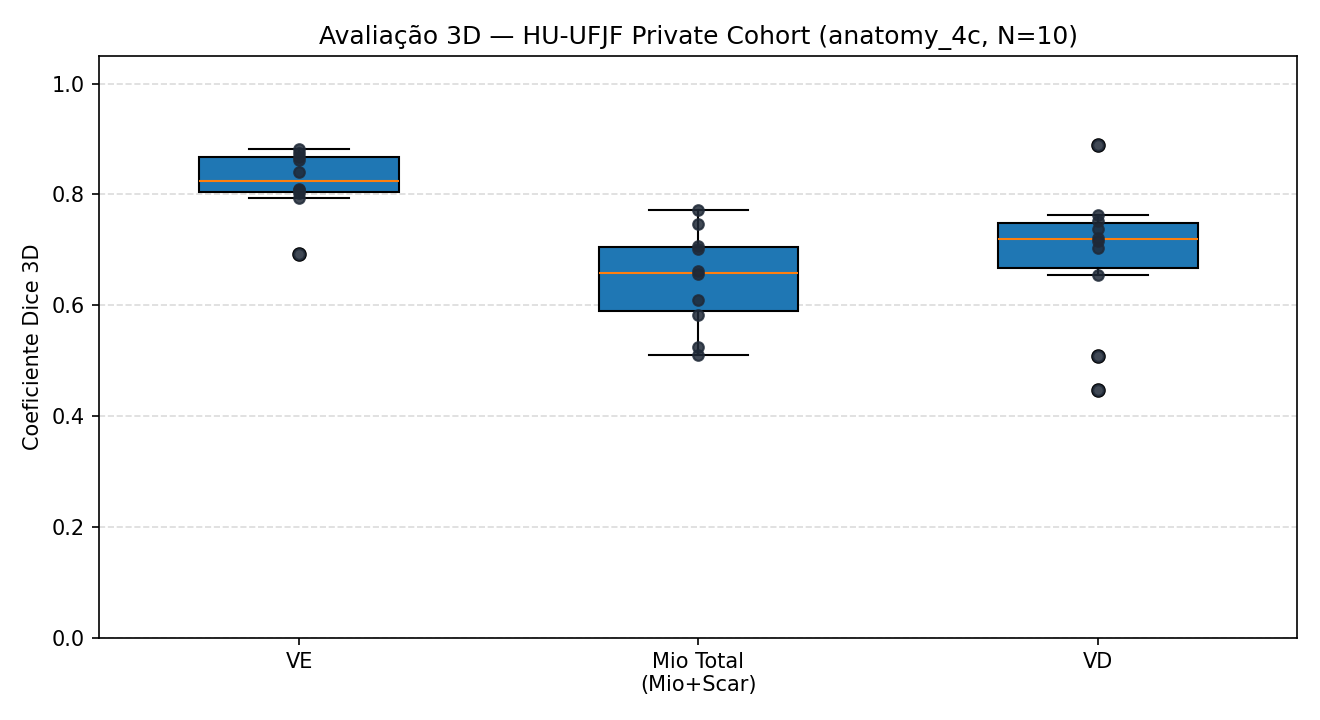 Avaliação 3D — HU-UFJF Private Cohort (anatomy_4c, N=10)
Coeficiente Dice 3D
1.0
0.8
0.6
0.4
0.2
0.0
VE
Mio Total
(Mio+Scar)
VD